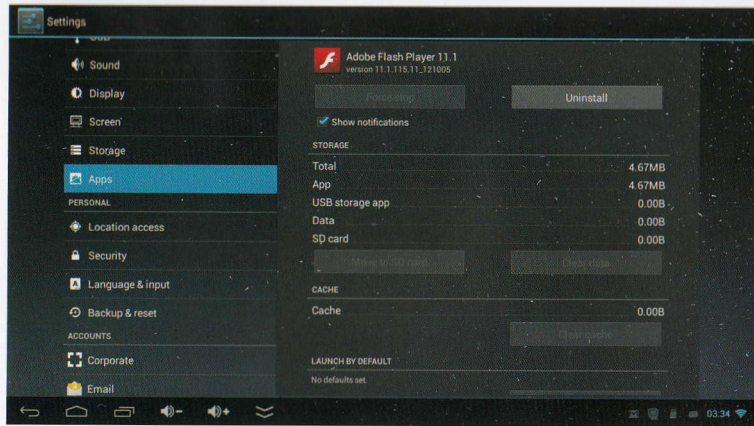 Settings
USB
Sound
Display
Screen
Storage
Apps
PERSONAL
Location access
Security
Language & input
Backup & reset
ACCOUNTS
Corporate
Email
Adobe Flash Player 11.1
version 11.1.115.11_121005
Force stop
Uninstall
Show notifications
STORAGE
Total 4.67MB
App 4.67MB
USB storage app 0.00B
Data 0.00B
SD card 0.00B
Move to SD card
Clear data
CACHE
Cache 0.00B
Clear cache
LAUNCH BY DEFAULT
No defaults set.
03:34